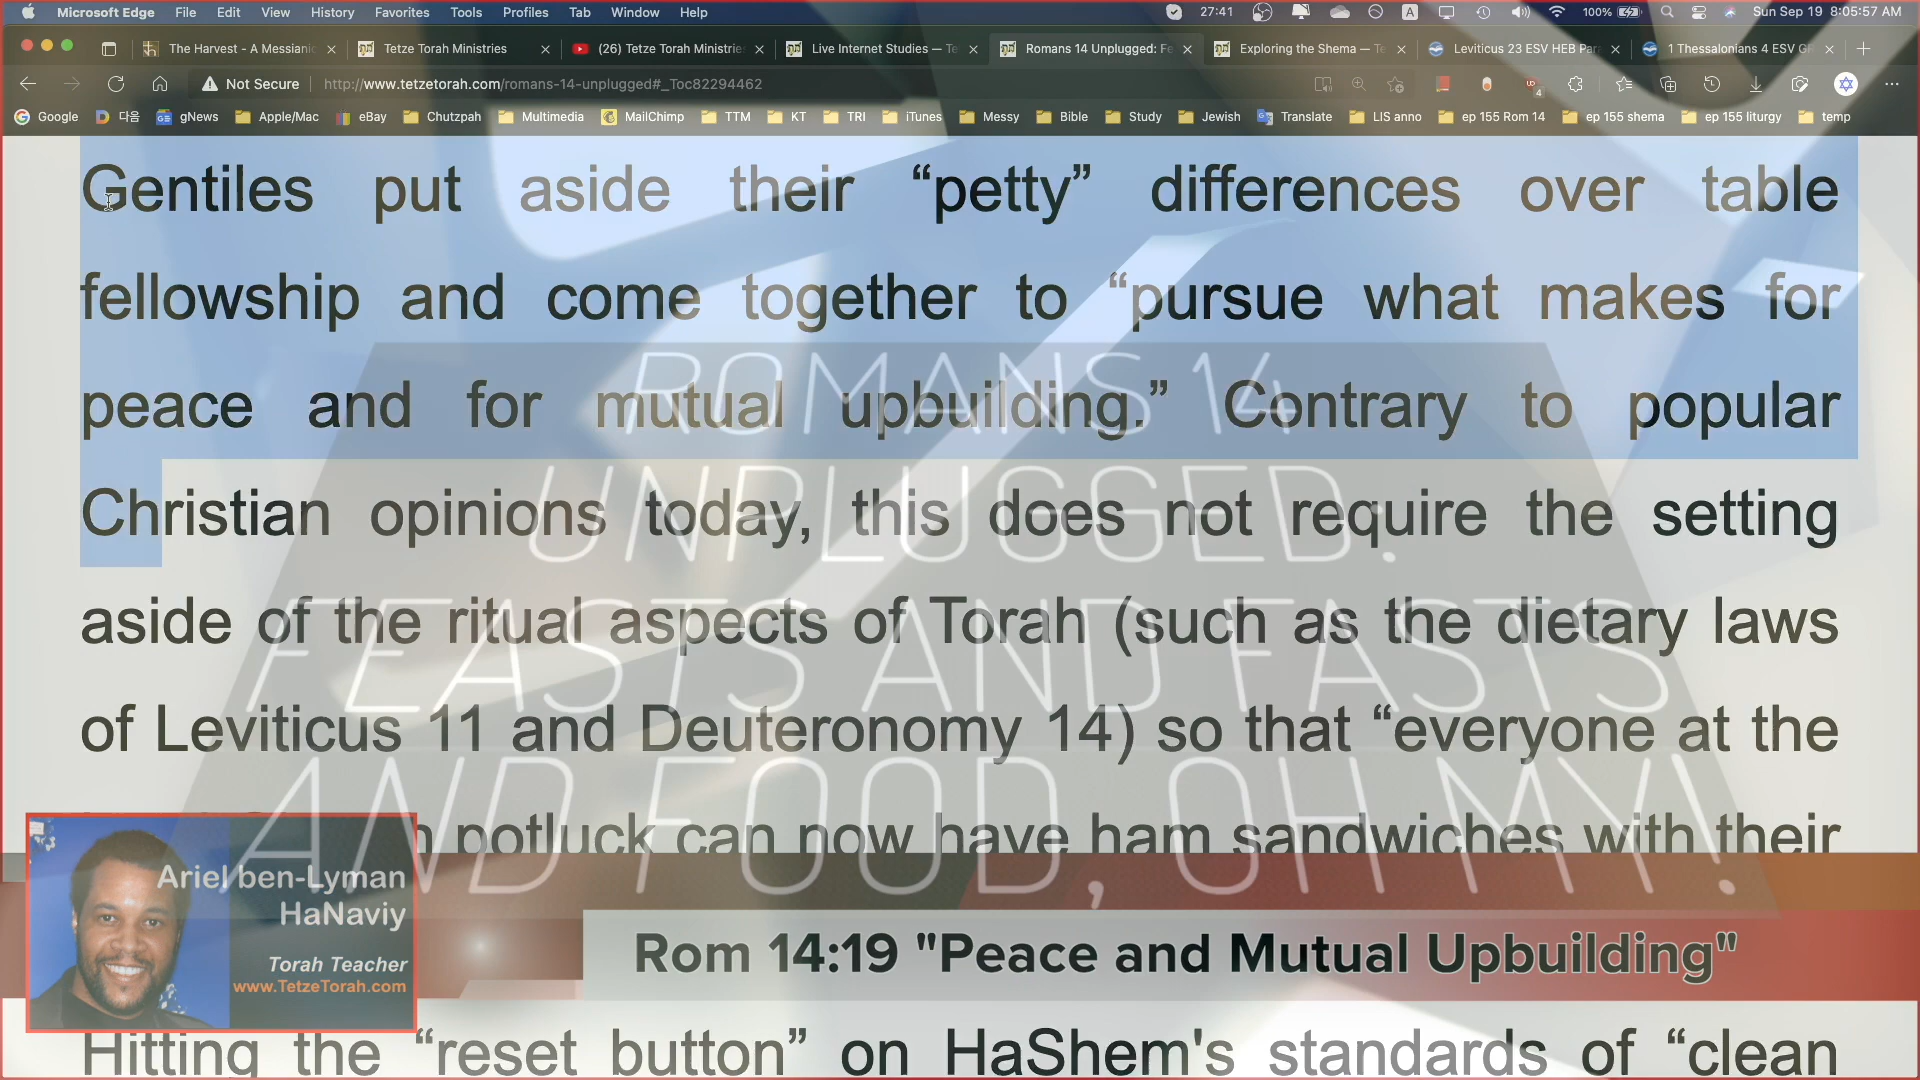 Microsoft Edge File Edit View History Favorites Tools Profiles Tab Window Help 27:41 A 100% Sun Sep 19 8:05:57 AM
The Harvest - A Messianic Tetze Torah Ministries (26) Tetze Torah Ministrie Live Internet Studies — Te Romans 14 Unplugged: Fe Exploring the Shema — Te Leviticus 23 ESV HEB Par 1 Thessalonians 4 ESV GR
Not Secure http://www.tetzetorah.com/romans-14-unplugged#_Toc82294462
Google 다음 gNews Apple/Mac eBay Chutzpah Multimedia MailChimp TTM KT TRI iTunes Messy Bible Study Jewish Translate LIS anno ep 155 Rom 14 ep 155 shema ep 155 liturgy temp
Gentiles put aside their “petty” differences over table
fellowship and come together to “pursue what makes for
peace and for mutual upbuilding.” Contrary to popular
Christian opinions today, this does not require the setting
aside of the ritual aspects of Torah (such as the dietary laws
of Leviticus 11 and Deuteronomy 14) so that “everyone at the
potluck can now have ham sandwiches with their
Hitting the “reset button” on HaShem's standards of “clean
ROMANS 14
UNPLUGGED:
FEASTS AND FASTS
AND FOOD, OH MY!
Ariel ben-Lyman
HaNaviy
Torah Teacher
www.TetzeTorah.com
Rom 14:19 "Peace and Mutual Upbuilding"